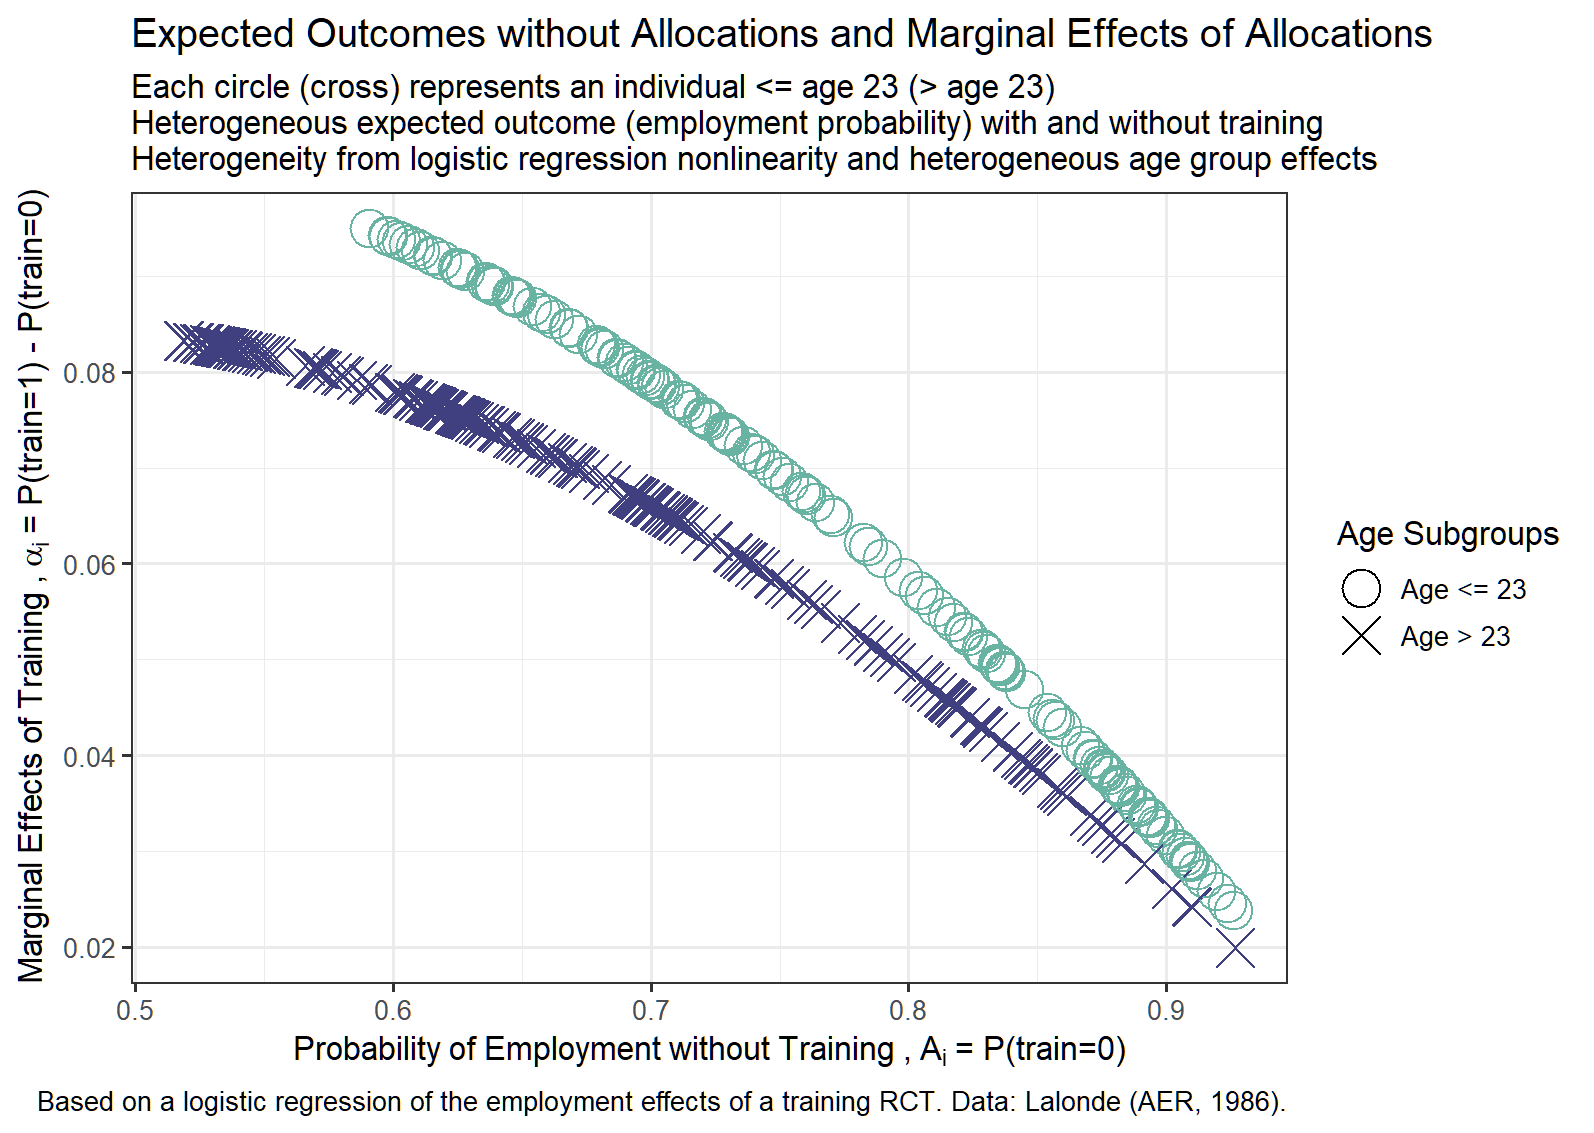 Expected Outcomes without Allocations and Marginal Effects of Allocations
Each circle (cross) represents an individual <= age 23 (> age 23)
Heterogeneous expected outcome (employment probability) with and without training
Heterogeneity from logistic regression nonlinearity and heterogeneous age group effects
Marginal Effects of Training , αi = P(train=1) - P(train=0)
0.08
0.06
0.04
0.02
0.5 0.6 0.7 0.8 0.9
Probability of Employment without Training , Ai = P(train=0)
Age Subgroups
Age <= 23
Age > 23
Based on a logistic regression of the employment effects of a training RCT. Data: Lalonde (AER, 1986).